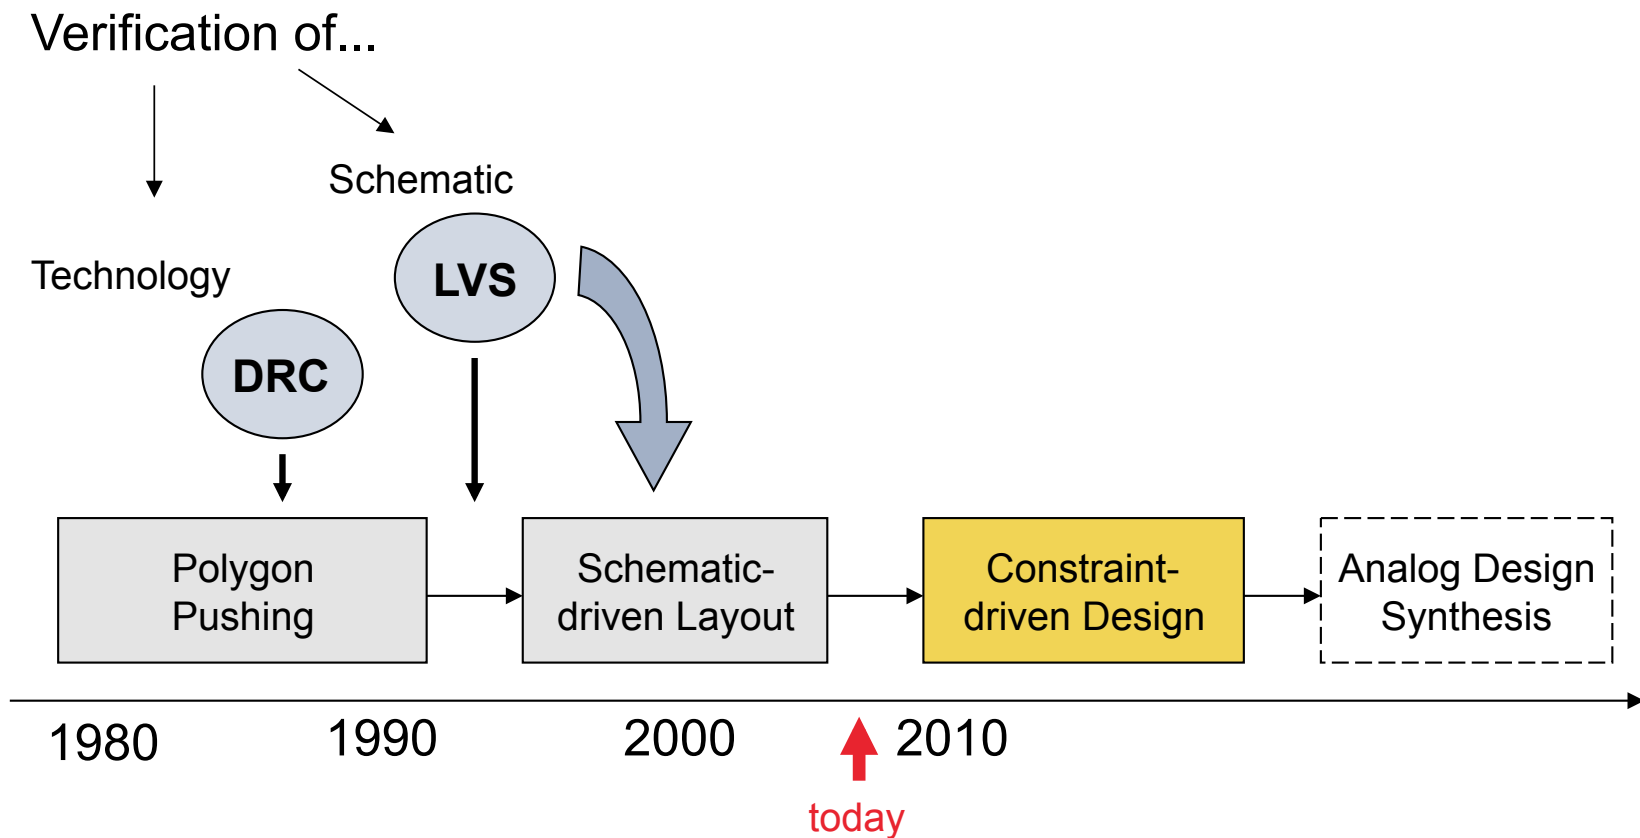 Verification of...
Schematic
Technology
LVS
DRC
Polygon
Pushing
Schematic-
driven Layout
Constraint-
driven Design
Analog Design
Synthesis
1980
1990
2000
2010
today